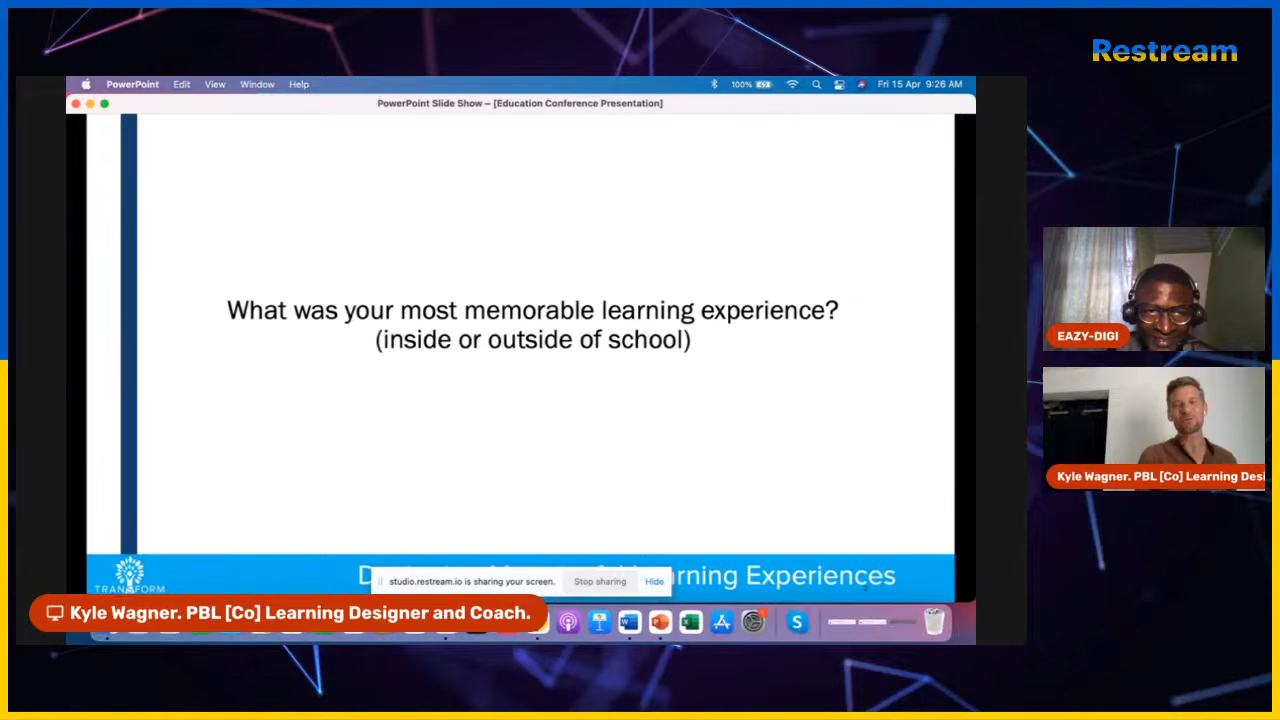 Restream
PowerPoint Edit View Window Help 100% Fri 15 Apr 9:26 AM
PowerPoint Slide Show – [Education Conference Presentation]
What was your most memorable learning experience?
(inside or outside of school)
EAZY-DIGI
Kyle Wagner. PBL [Co] Learning Desi
Experiences
studio.restream.io is sharing your screen. Stop sharing Hide
TRANSFORM
Kyle Wagner. PBL [Co] Learning Designer and Coach.